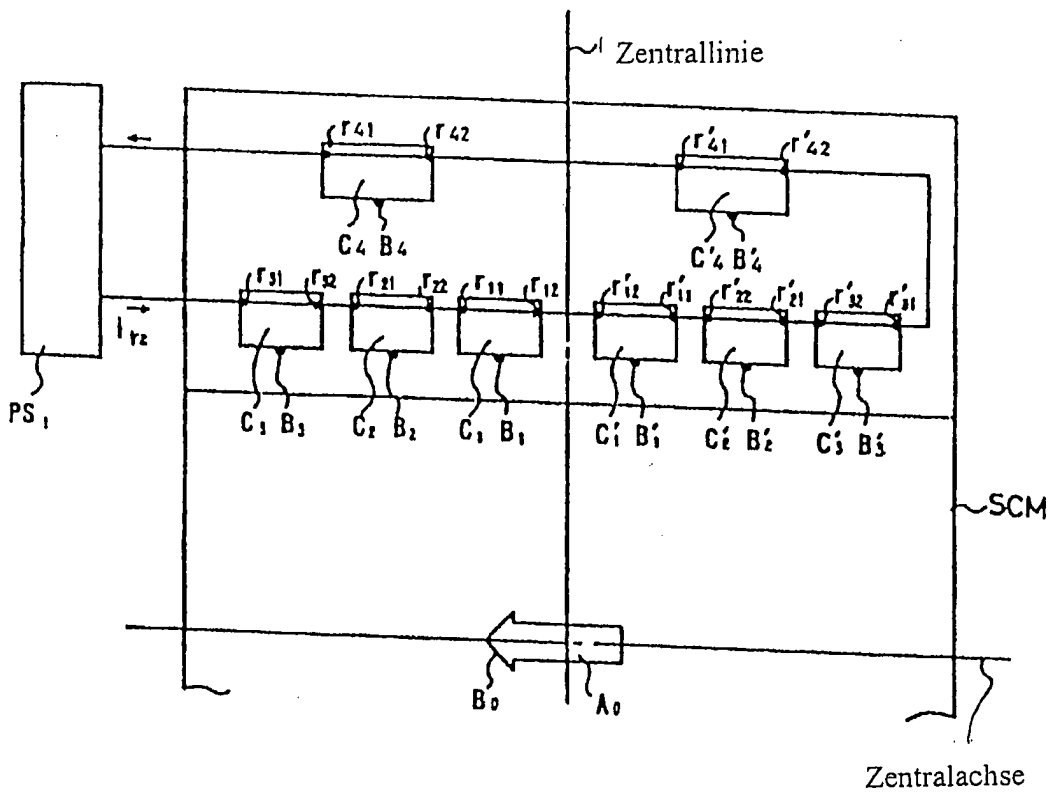 1 Zentrallinie
r41 r42 r'41 r'42
C4 B4 C'4 B'4
r31 r32 r21 r22 r11 r12 r'12 r'11 r'22 r'21 r'32 r'31
PS1
C3 B3 C2 B2 C1 B1 C'1 B'1 C'2 B'2 C'3 B'3
SCM
B0 A0
Zentralachse